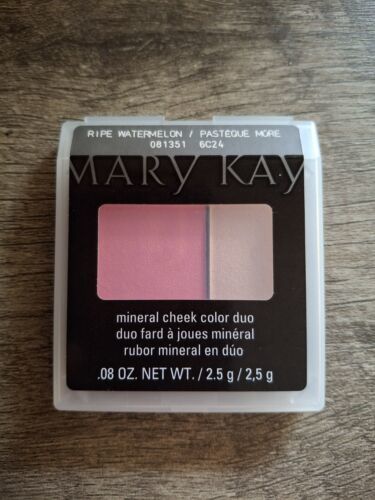 RIPE WATERMELON / PASTÈQUE MORE
081351 6C24
MARY KAY
mineral cheek color duo
duo fard à joues minéral
rubor mineral en dúo
.08 OZ. NET WT. / 2.5 g / 2,5 g